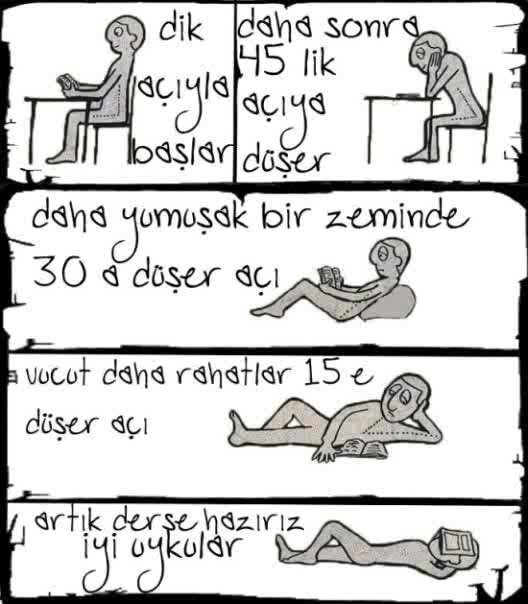 dik
açıyla
başlar
daha sonra
45 lik
açıya
düşer
daha yumuşak bir zeminde
30 a düşer açı
vucut daha rahatlar 15 e
düşer açı
artık derse hazırız
iyi uykular